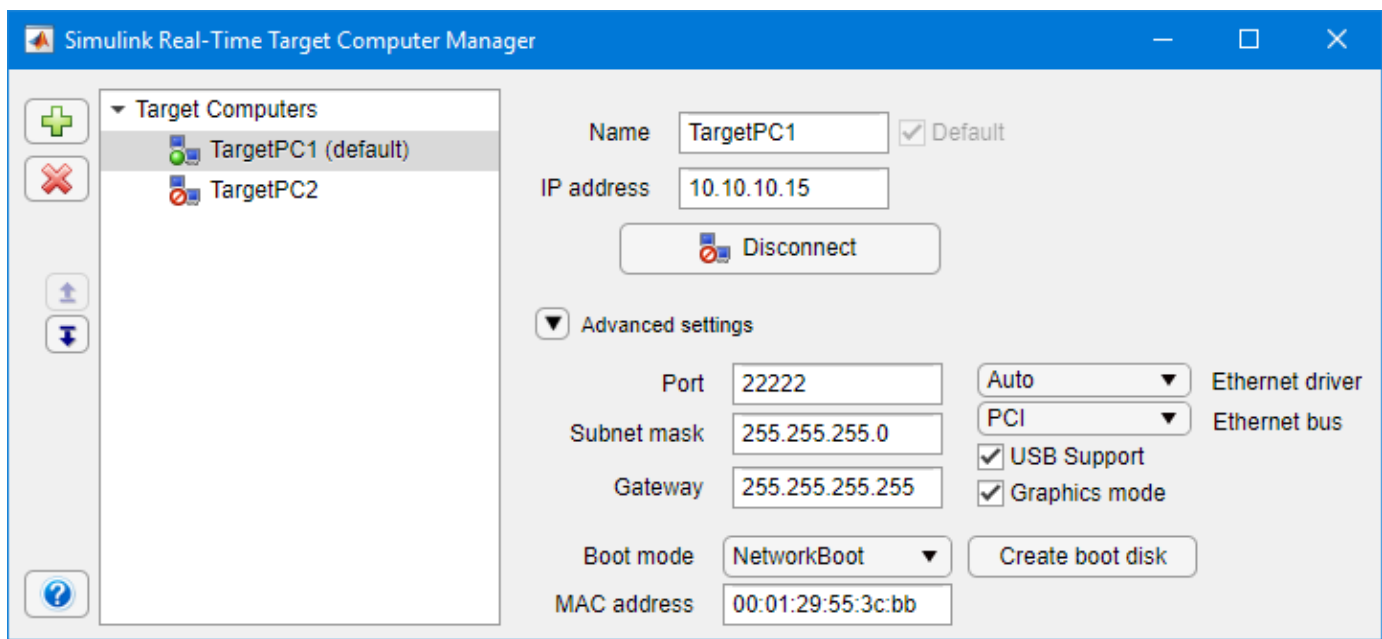 Simulink Real-Time Target Computer Manager
Target Computers
TargetPC1 (default)
TargetPC2
Name TargetPC1 Default
IP address 10.10.10.15
Disconnect
Advanced settings
Port 22222 Auto Ethernet driver
Subnet mask 255.255.255.0 PCI Ethernet bus
USB Support
Gateway 255.255.255.255 Graphics mode
Boot mode NetworkBoot Create boot disk
MAC address 00:01:29:55:3c:bb